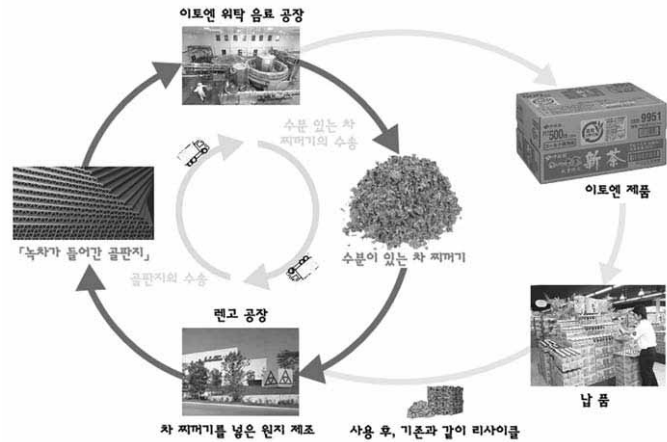 이토엔 위탁 음료 공장
수분 있는 차
찌꺼기의 수송
9951
500
新茶
이토엔 제품
「녹차가 들어간 골판지」
수분이 있는 차 찌꺼기
골판지의 수송
렌고 공장
납 품
차 찌꺼기를 넣은 원지 제조
사용 후, 기존과 같이 리사이클